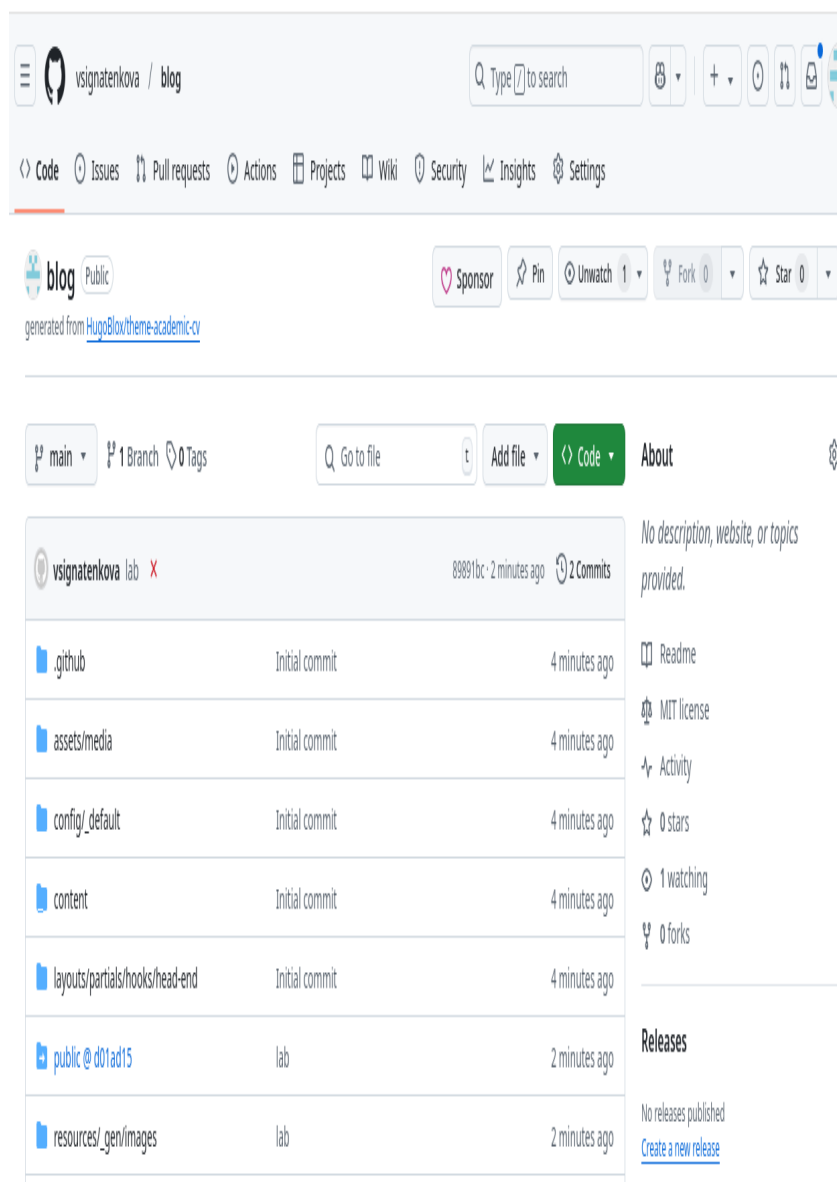 vsignatenkova / blog
Type / to search
Code Issues Pull requests Actions Projects Wiki Security Insights Settings
blog Public
Sponsor Pin Unwatch 1 Fork 0 Star 0
generated from HugoBlox/theme-academic-cv
main 1 Branch 0 Tags
Go to file t Add file Code
vsignatenkova lab 89891bc · 2 minutes ago 2 Commits
.github Initial commit 4 minutes ago
assets/media Initial commit 4 minutes ago
config/_default Initial commit 4 minutes ago
content Initial commit 4 minutes ago
layouts/partials/hooks/head-end Initial commit 4 minutes ago
public @ d01ad15 lab 2 minutes ago
resources/_gen/images lab 2 minutes ago
About
No description, website, or topics
provided.
Readme
MIT license
Activity
0 stars
1 watching
0 forks
Releases
No releases published
Create a new release